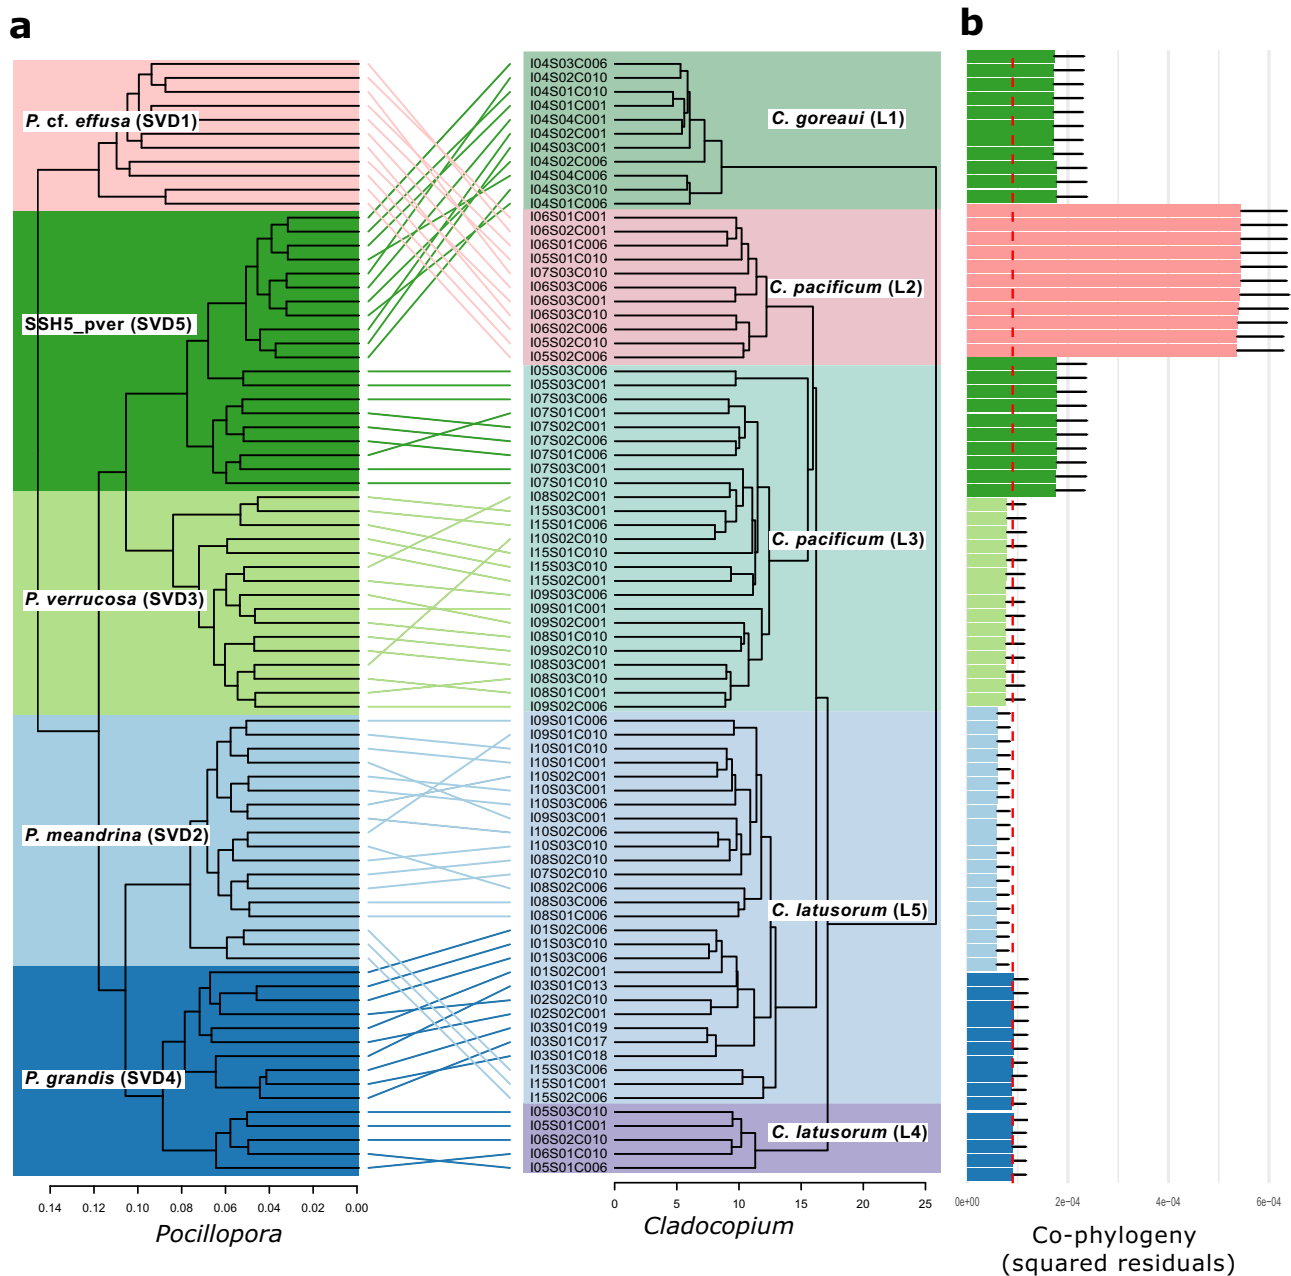 a
b
P. cf. effusa (SVD1)
SSH5_pver (SVD5)
P. verrucosa (SVD3)
P. meandrina (SVD2)
P. grandis (SVD4)
0.14 0.12 0.10 0.08 0.06 0.04 0.02 0.00
Pocillopora
I04S03C006
I04S02C010
I04S01C010
I04S01C001
I04S04C001
I04S02C001
I04S03C001
I04S02C006
I04S04C006
I04S03C010
I04S01C006
I06S01C001
I06S02C001
I06S01C006
I05S01C010
I07S03C010
I06S03C006
I06S03C001
I06S03C010
I06S02C006
I05S02C010
I05S02C006
I05S03C006
I05S03C001
I07S03C006
I07S01C001
I07S02C001
I07S02C006
I07S01C006
I07S03C001
I07S01C010
I08S02C001
I15S03C001
I15S01C006
I10S02C010
I15S01C010
I15S03C010
I15S02C001
I09S03C006
I09S01C001
I09S02C001
I08S01C010
I09S02C010
I08S03C001
I08S03C010
I08S01C001
I09S02C006
I09S01C006
I09S01C010
I10S01C010
I10S01C001
I10S02C001
I10S03C001
I10S03C006
I09S03C001
I10S02C006
I10S03C010
I08S02C010
I07S02C010
I08S02C006
I08S03C006
I08S01C006
I01S02C006
I01S03C010
I01S03C006
I01S02C001
I03S01C013
I02S02C010
I02S02C001
I03S01C019
I03S01C017
I03S01C018
I15S03C006
I15S01C001
I15S02C006
I05S03C010
I05S01C001
I06S02C010
I06S01C010
I05S01C006
C. goreaui (L1)
C. pacificum (L2)
C. pacificum (L3)
C. latusorum (L5)
C. latusorum (L4)
0 5 10 15 20 25
Cladocopium
0e+00 2e-04 4e-04 6e-04
Co-phylogeny
(squared residuals)